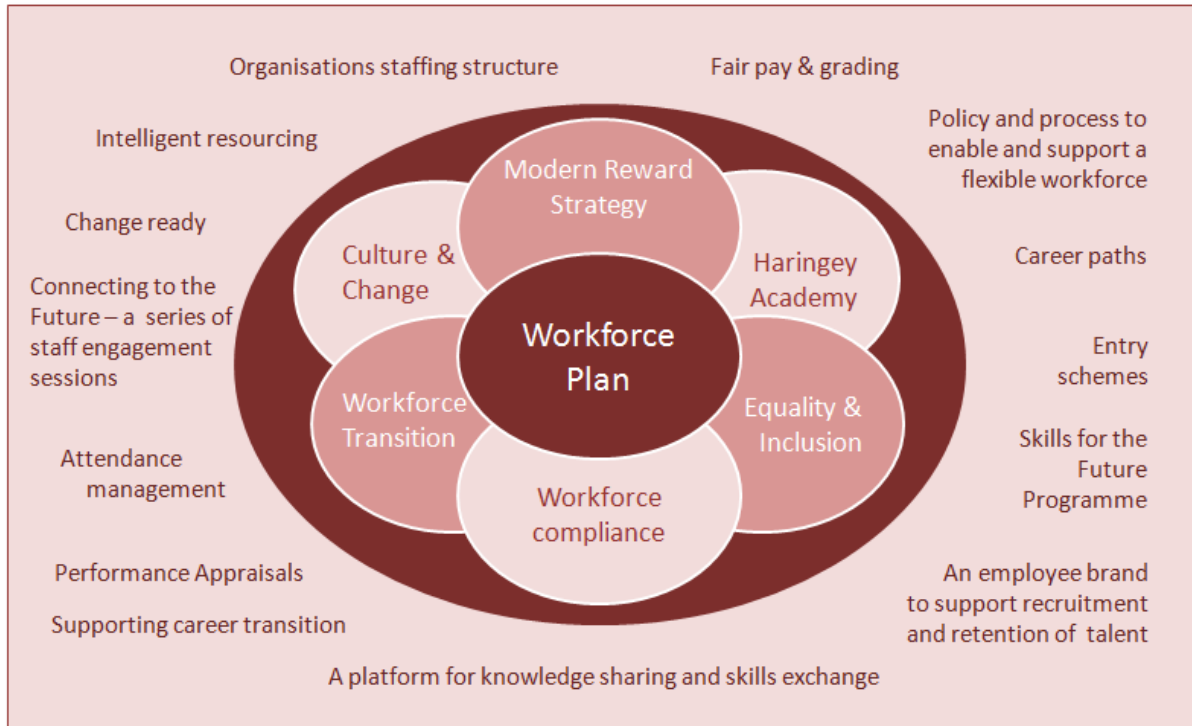 Organisations staffing structure
Fair pay & grading
Intelligent resourcing
Policy and process to
enable and support a
flexible workforce
Change ready
Career paths
Connecting to the
Future – a series of
staff engagement
sessions
Entry
schemes
Attendance
management
Skills for the
Future
Programme
Performance Appraisals
Supporting career transition
An employee brand
to support recruitment
and retention of talent
A platform for knowledge sharing and skills exchange
Modern Reward
Strategy
Culture &
Change
Haringey
Academy
Workforce
Plan
Workforce
Transition
Equality &
Inclusion
Workforce
compliance